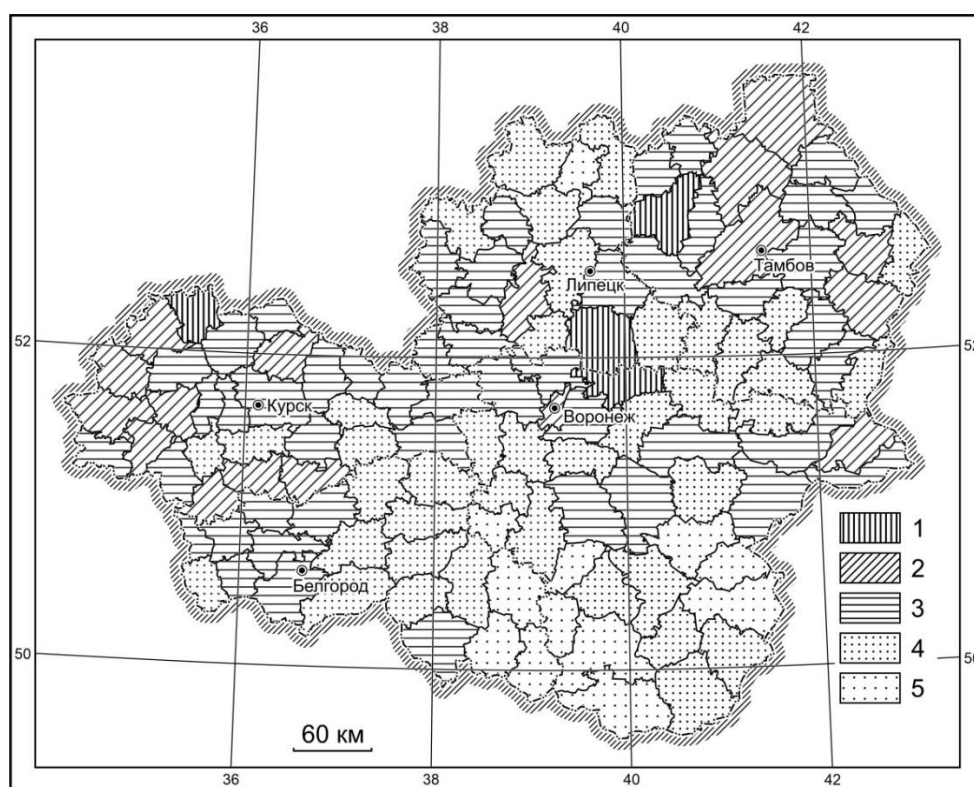 36 38 40 42
Тамбов
Липецк
52 52
Курск
Воронеж
1
2
Белгород
3
4
50 50
5
60 км
36 38 40 42